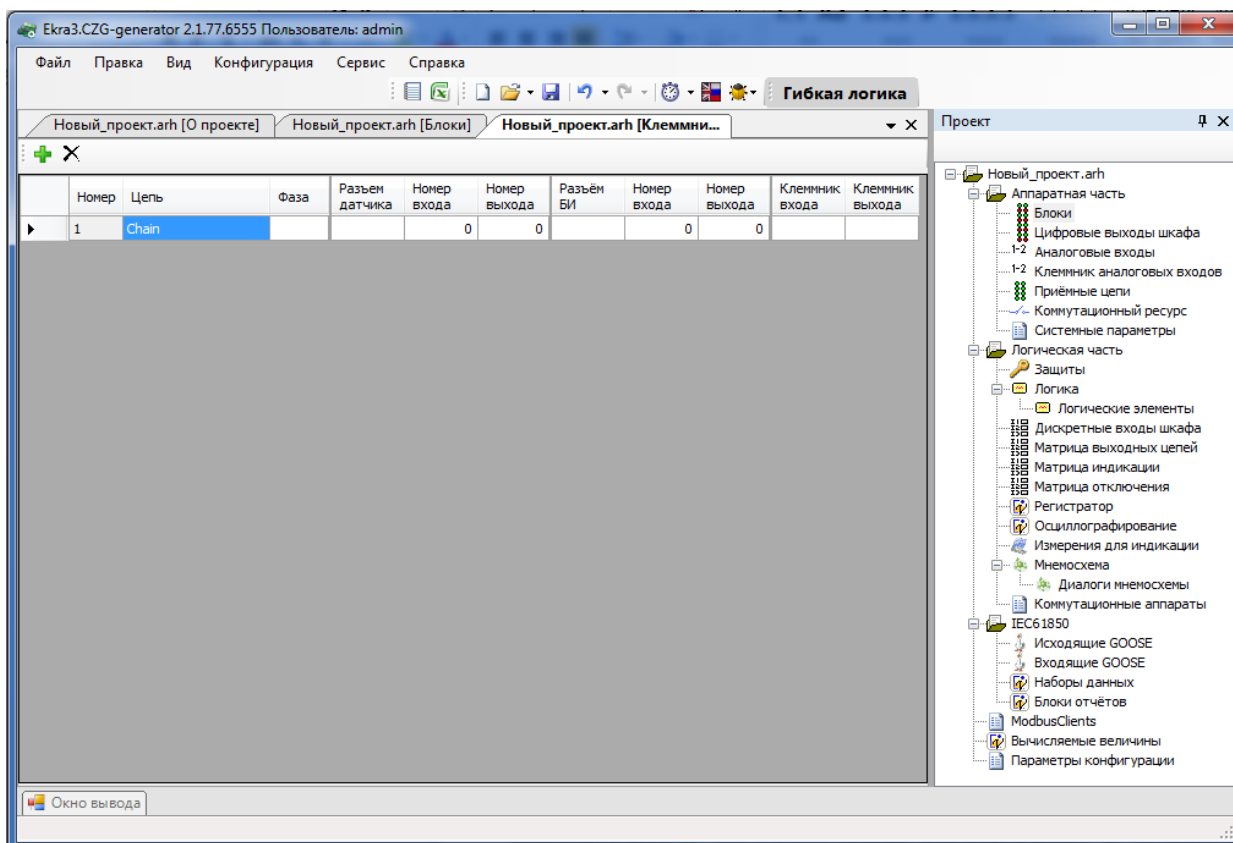 Ekra3.CZG-generator 2.1.77.6555 Пользователь: admin
Файл Правка Вид Конфигурация Сервис Справка
Гибкая логика
Новый_проект.arh [О проекте] Новый_проект.arh [Блоки] Новый_проект.arh [Клеммни...
Проект
Номер Цепь Фаза Разъем датчика Номер входа Номер выхода Разъём БИ Номер входа Номер выхода Клеммник входа Клеммник выхода
1 Chain 0 0 0 0
Новый_проект.arh
Аппаратная часть
Блоки
Цифровые выходы шкафа
1-2 Аналоговые входы
1-2 Клеммник аналоговых входов
Приёмные цепи
Коммутационный ресурс
Системные параметры
Логическая часть
Защиты
Логика
Логические элементы
Дискретные входы шкафа
Матрица выходных цепей
Матрица индикации
Матрица отключения
Регистратор
Осциллографирование
Измерения для индикации
Мнемосхема
Диалоги мнемосхемы
Коммутационные аппараты
IEC61850
Исходящие GOOSE
Входящие GOOSE
Наборы данных
Блоки отчётов
ModbusClients
Вычисляемые величины
Параметры конфигурации
Окно вывода